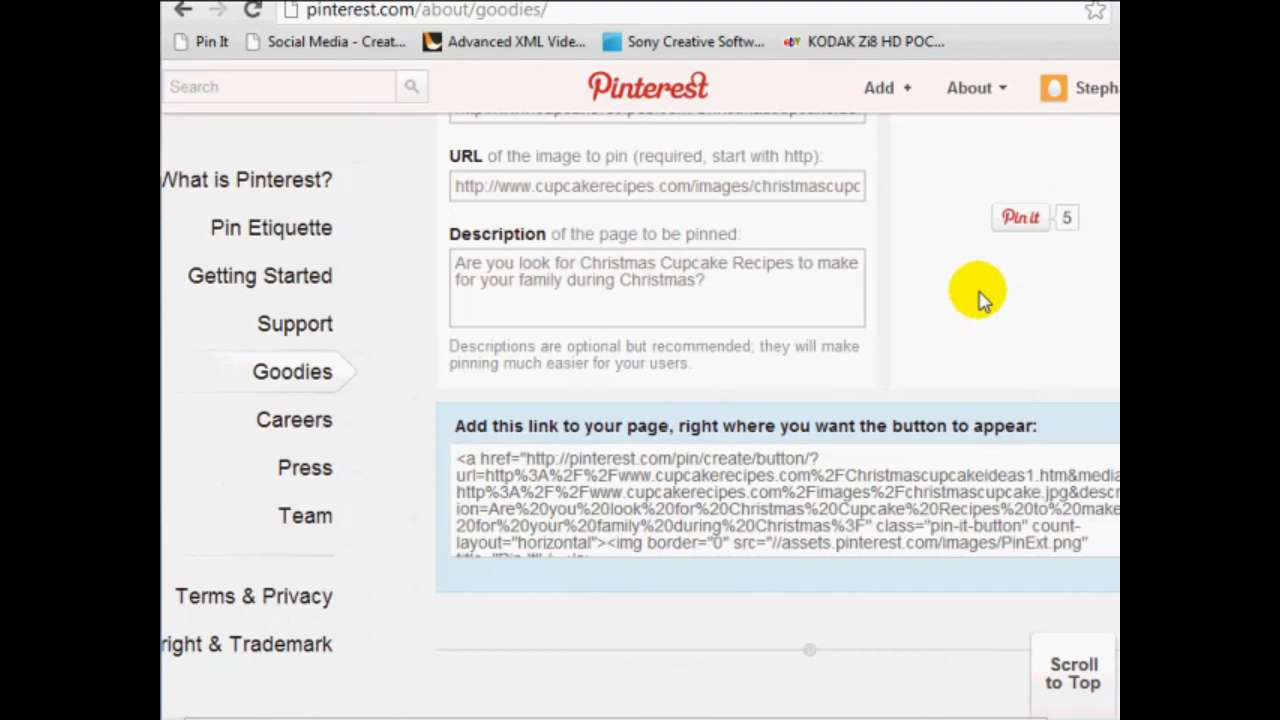 pinterest.com/about/goodies/
Pin It Social Media - Creat... Advanced XML Vide... Sony Creative Softw... KODAK Zi8 HD POC...
Search Pinterest Add + About Steph
URL of the image to pin (required, start with http):
http://www.cupcakerecipes.com/images/christmascupc
Pin it 5
Description of the page to be pinned:
Are you look for Christmas Cupcake Recipes to make
for your family during Christmas?
Descriptions are optional but recommended; they will make
pinning much easier for your users.
What is Pinterest?
Pin Etiquette
Getting Started
Support
Goodies
Careers
Press
Team
Terms & Privacy
right & Trademark
Add this link to your page, right where you want the button to appear:
<a href="http://pinterest.com/pin/create/button/?
url=http%3A%2F%2Fwww.cupcakerecipes.com%2FChristmascupcakeideas1.htm&media
http%3A%2F%2Fwww.cupcakerecipes.com%2Fimages%2Fchristmascupcake.jpg&descr
ion=Are%20you%20look%20for%20Christmas%20Cupcake%20Recipes%20to%20make
%20for%20your%20family%20during%20Christmas%3F" class="pin-it-button" count-
layout="horizontal"><img border="0" src="//assets.pinterest.com/images/PinExt.png"
Scroll
to Top